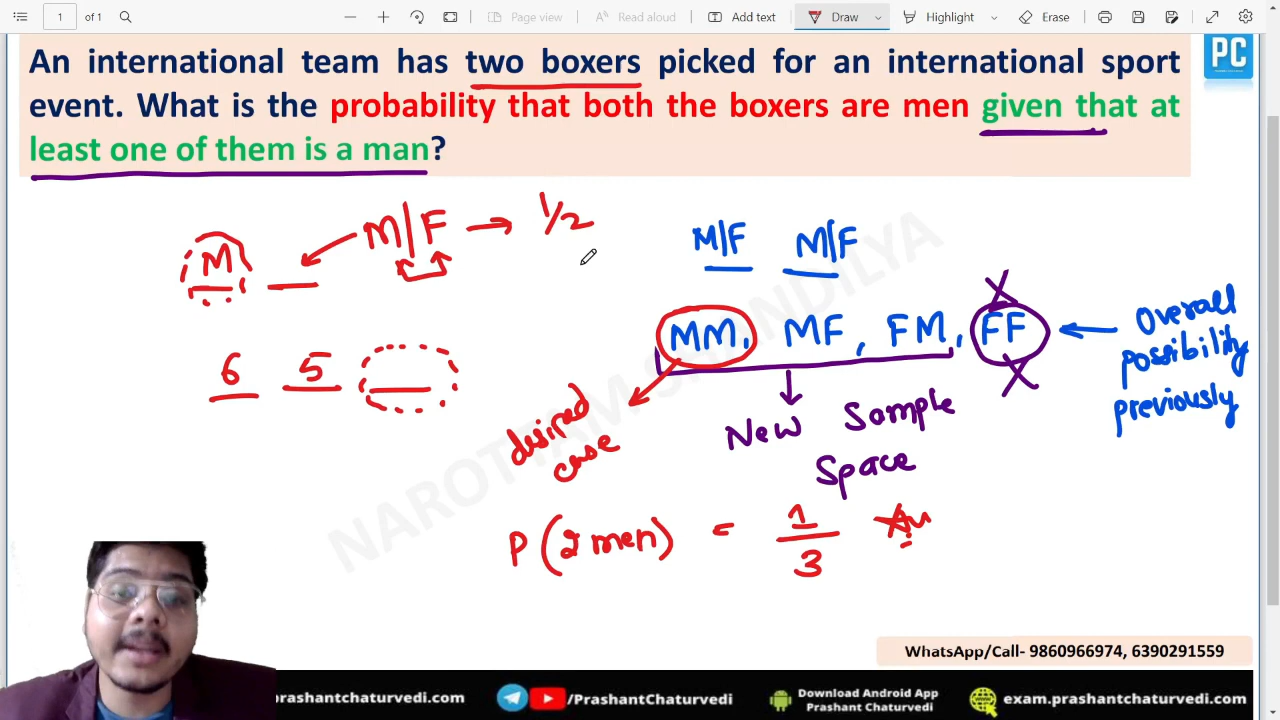 1 of 1 Page view Read aloud Add text Draw Highlight Erase
PC
An international team has two boxers picked for an international sport
event. What is the probability that both the boxers are men given that at
least one of them is a man?
M M/F → 1/2
6 5
M/F M/F
MM, MF, FM, FF
Overall
possibility
previously
desired
case
New Sample
Space
P (2 men) = 1/3
NAROTTAM SHANDILYA
WhatsApp/Call- 9860966974, 6390291559
prashantchaturvedi.com /PrashantChaturvedi Download Android App
Prashant Chaturvedi exam.prashantchaturvedi.com